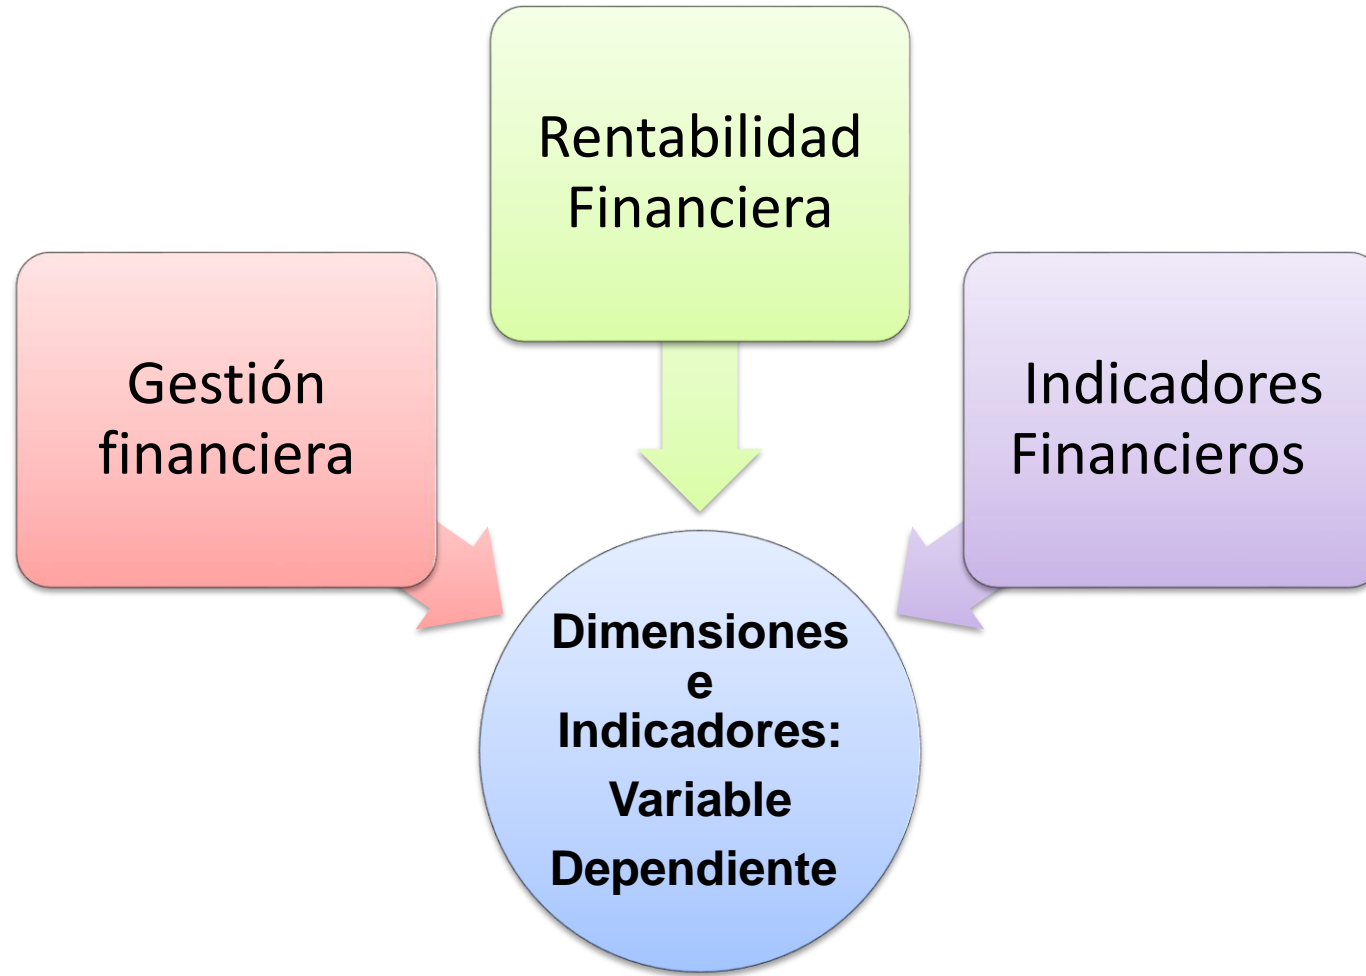 Rentabilidad
Financiera
Gestión
financiera
Indicadores
Financieros
Dimensiones
e
Indicadores:
Variable
Dependiente